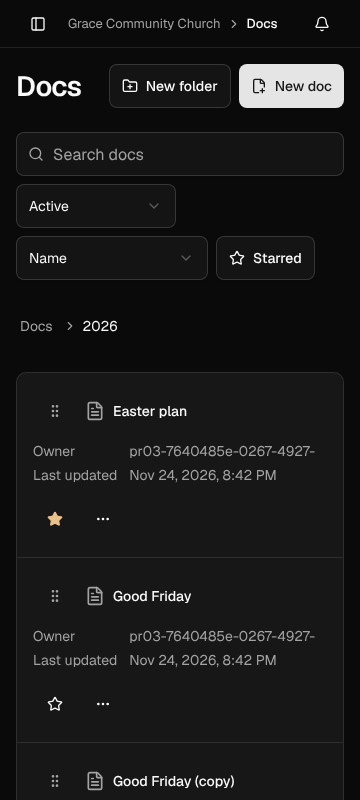 Grace Community Church > Docs
Docs
New folder
New doc
Search docs
Active
Name
Starred
Docs > 2026
Easter plan
Owner pr03-7640485e-0267-4927-
Last updated Nov 24, 2026, 8:42 PM
Good Friday
Owner pr03-7640485e-0267-4927-
Last updated Nov 24, 2026, 8:42 PM
Good Friday (copy)